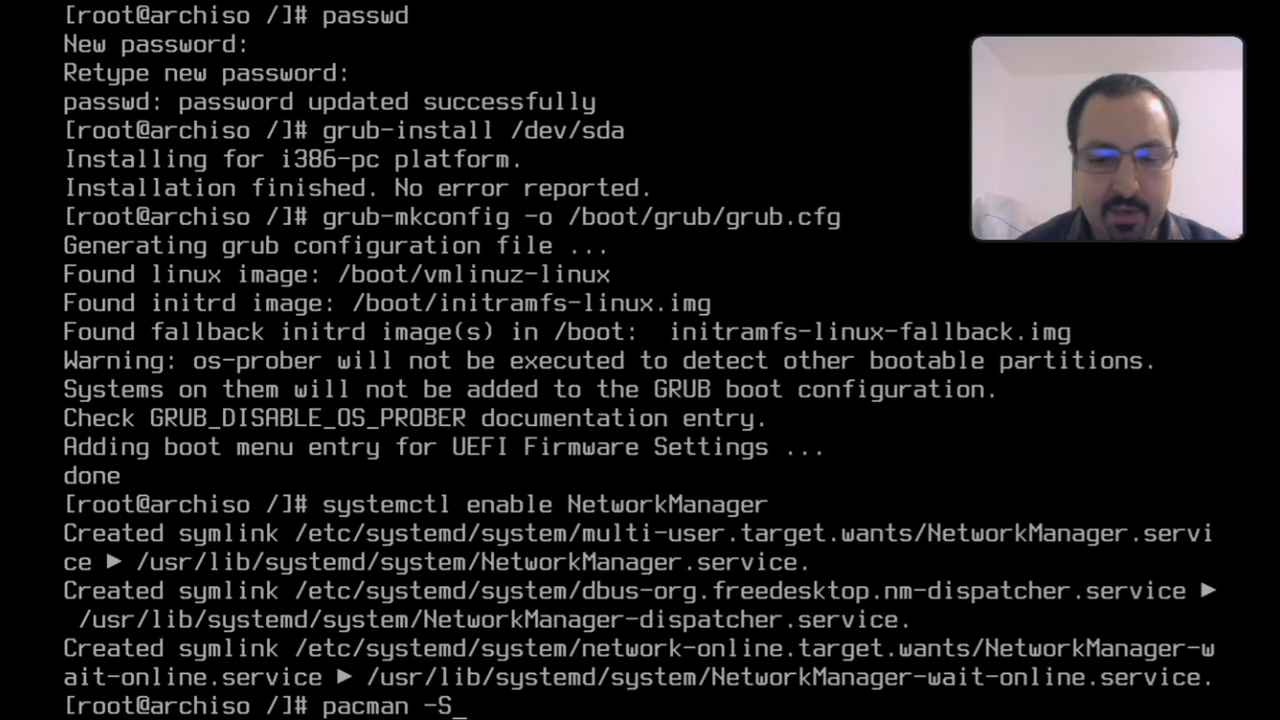 [root@archiso /]# passwd
New password:
Retype new password:
passwd: password updated successfully
[root@archiso /]# grub-install /dev/sda
Installing for i386-pc platform.
Installation finished. No error reported.
[root@archiso /]# grub-mkconfig -o /boot/grub/grub.cfg
Generating grub configuration file ...
Found linux image: /boot/vmlinuz-linux
Found initrd image: /boot/initramfs-linux.img
Found fallback initrd image(s) in /boot:  initramfs-linux-fallback.img
Warning: os-prober will not be executed to detect other bootable partitions.
Systems on them will not be added to the GRUB boot configuration.
Check GRUB_DISABLE_OS_PROBER documentation entry.
Adding boot menu entry for UEFI Firmware Settings ...
done
[root@archiso /]# systemctl enable NetworkManager
Created symlink /etc/systemd/system/multi-user.target.wants/NetworkManager.servi
ce ► /usr/lib/systemd/system/NetworkManager.service.
Created symlink /etc/systemd/system/dbus-org.freedesktop.nm-dispatcher.service ►
 /usr/lib/systemd/system/NetworkManager-dispatcher.service.
Created symlink /etc/systemd/system/network-online.target.wants/NetworkManager-w
ait-online.service ► /usr/lib/systemd/system/NetworkManager-wait-online.service.
[root@archiso /]# pacman -S_